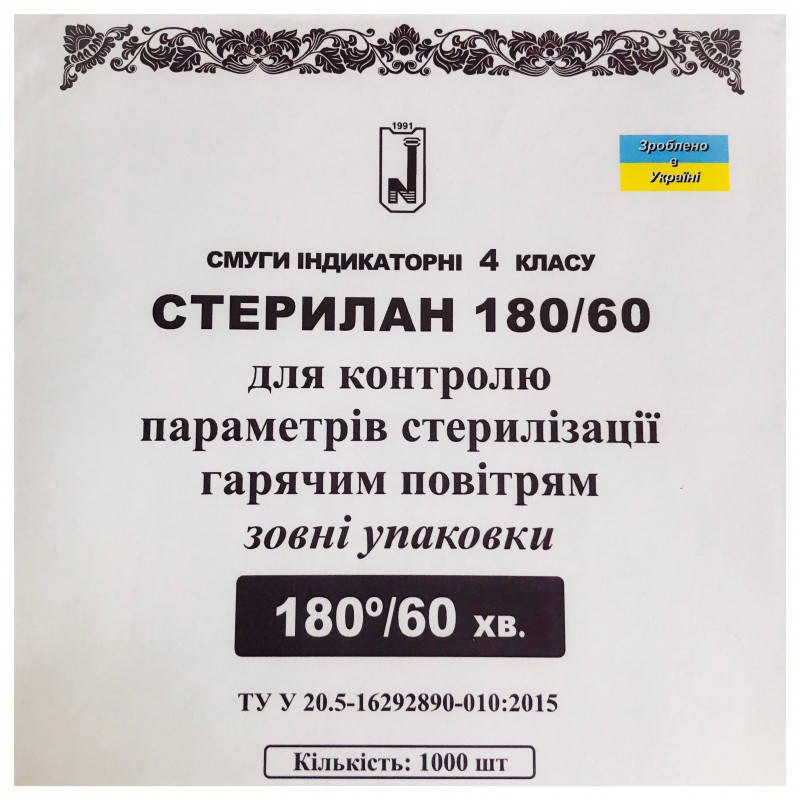 1991
Зроблено
в
Україні
СМУГИ ІНДИКАТОРНІ 4 КЛАСУ
СТЕРИЛАН 180/60
для контролю
параметрів стерилізації
гарячим повітрям
зовні упаковки
180º/60 хв.
ТУ У 20.5-16292890-010:2015
Кількість: 1000 шт